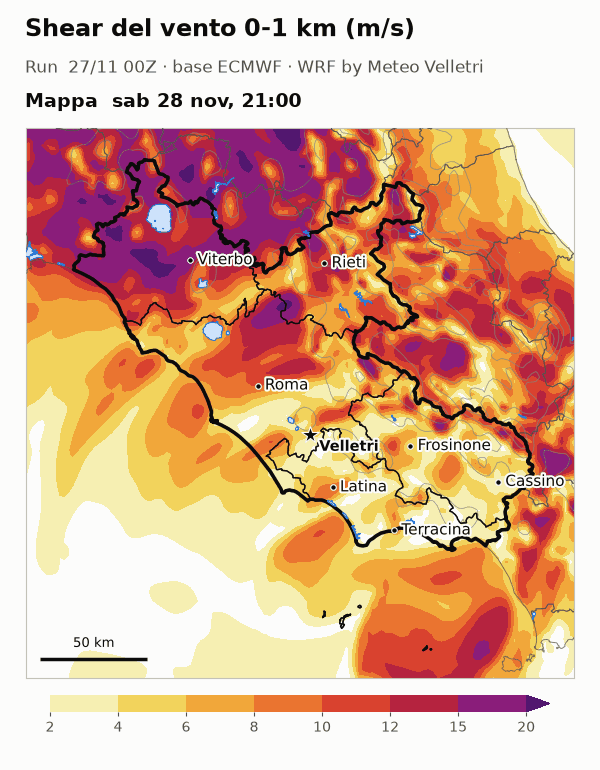 Shear del vento 0-1 km (m/s)
Run  27/11 00Z · base ECMWF · WRF by Meteo Velletri
Mappa  sab 28 nov, 21:00
Viterbo
Rieti
Roma
Velletri
Frosinone
Cassino
Latina
Terracina
50 km
2 4 6 8 10 12 15 20